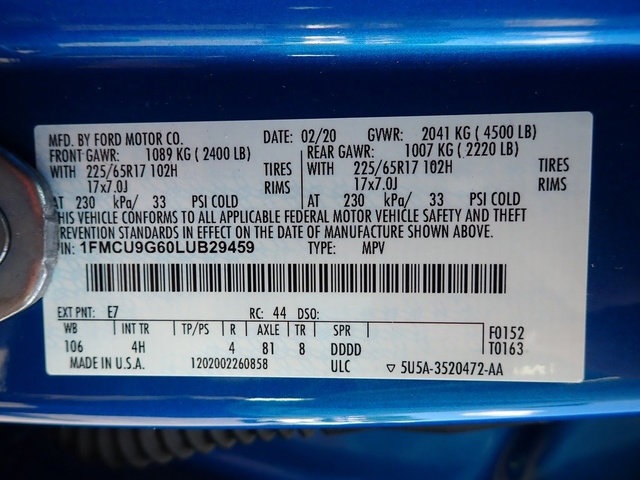 MFD. BY FORD MOTOR CO. DATE: 02/20 GVWR: 2041 KG ( 4500 LB)
FRONT GAWR: 1089 KG ( 2400 LB) REAR GAWR: 1007 KG ( 2220 LB)
WITH 225/65R17 102H TIRES WITH 225/65R17 102H TIRES
17x7.0J RIMS 17x7.0J RIMS
AT 230 kPa/ 33 PSI COLD AT 230 kPa/ 33 PSI COLD
THIS VEHICLE CONFORMS TO ALL APPLICABLE FEDERAL MOTOR VEHICLE SAFETY AND THEFT
PREVENTION STANDARDS IN EFFECT ON THE DATE OF MANUFACTURE SHOWN ABOVE.
IN: 1FMCU9G60LUB29459 TYPE: MPV
EXT PNT: E7 RC: 44 DSO:
WB INT TR TP/PS R AXLE TR SPR F0152
106 4H 4 81 8 DDDD T0163
MADE IN U.S.A. 1202002260858 ULC ▽ 5U5A-3520472-AA